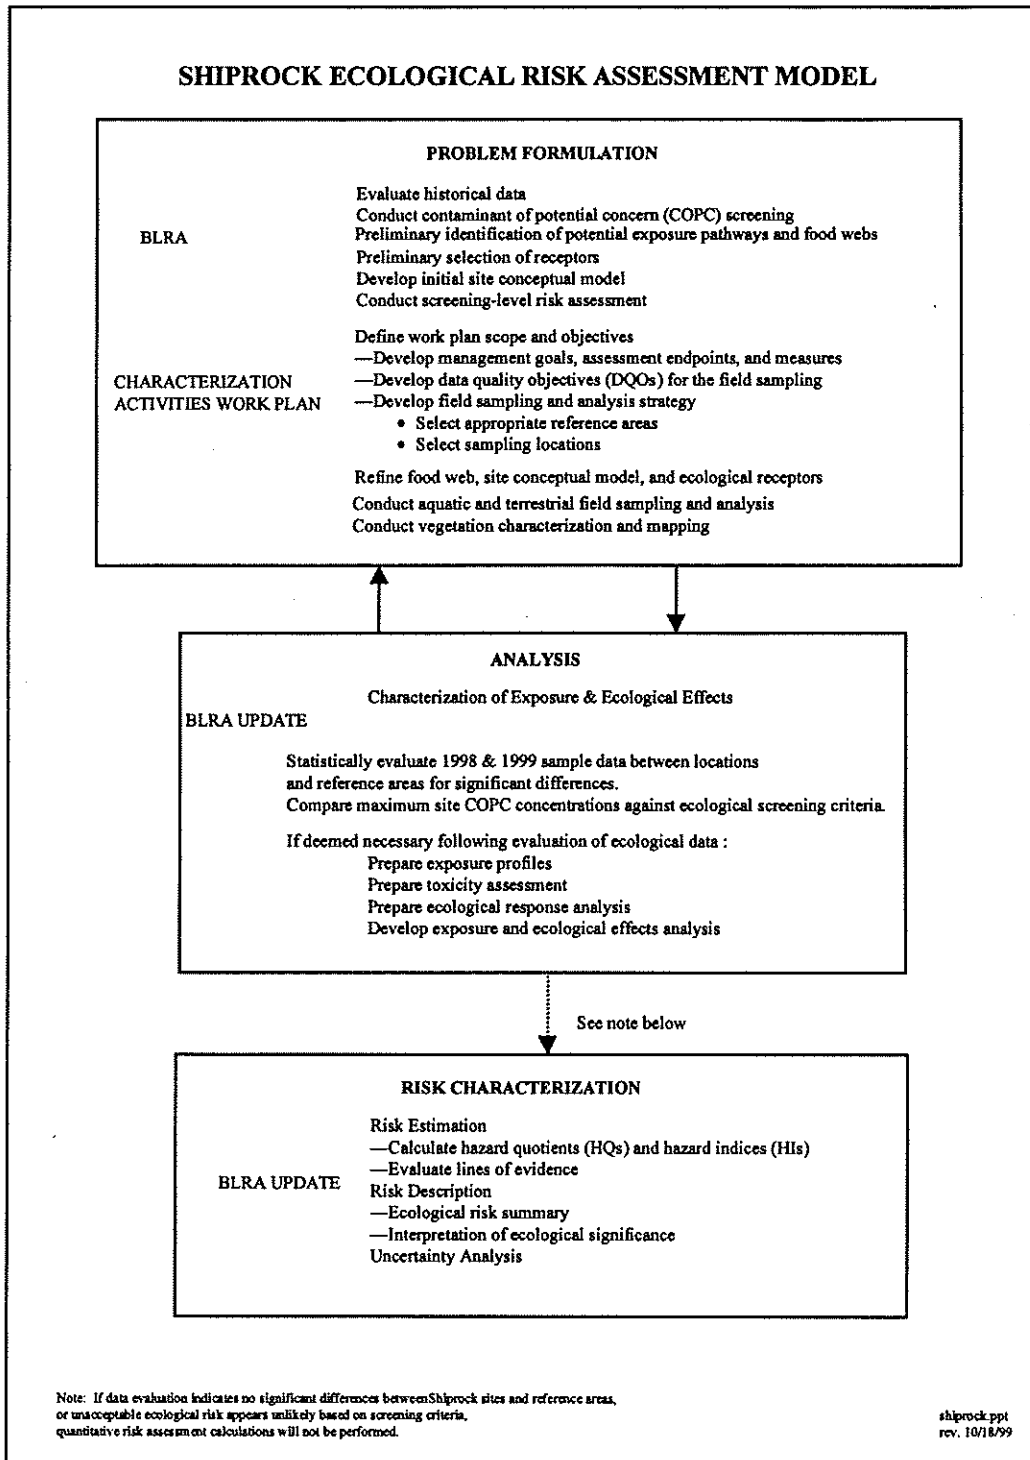 SHIPROCK ECOLOGICAL RISK ASSESSMENT MODEL
PROBLEM FORMULATION
BLRA
Evaluate historical data
Conduct contaminant of potential concern (COPC) screening
Preliminary identification of potential exposure pathways and food webs
Preliminary selection of receptors
Develop initial site conceptual model
Conduct screening-level risk assessment
CHARACTERIZATION
ACTIVITIES WORK PLAN
Define work plan scope and objectives
—Develop management goals, assessment endpoints, and measures
—Develop data quality objectives (DQOs) for the field sampling
—Develop field sampling and analysis strategy
• Select appropriate reference areas
• Select sampling locations
Refine food web, site conceptual model, and ecological receptors
Conduct aquatic and terrestrial field sampling and analysis
Conduct vegetation characterization and mapping
ANALYSIS
Characterization of Exposure & Ecological Effects
BLRA UPDATE
Statistically evaluate 1998 & 1999 sample data between locations
and reference areas for significant differences.
Compare maximum site COPC concentrations against ecological screening criteria.
If deemed necessary following evaluation of ecological data :
Prepare exposure profiles
Prepare toxicity assessment
Prepare ecological response analysis
Develop exposure and ecological effects analysis
See note below
RISK CHARACTERIZATION
BLRA UPDATE
Risk Estimation
—Calculate hazard quotients (HQs) and hazard indices (HIs)
—Evaluate lines of evidence
Risk Description
—Ecological risk summary
—Interpretation of ecological significance
Uncertainty Analysis
Note: If data evaluation indicates no significant differences betweenShiprock sites and reference areas,
or unacceptable ecological risk appears unlikely based on screening criteria,
quantitative risk assessment calculations will not be performed.
shiprock.ppt
rev. 10/18/99